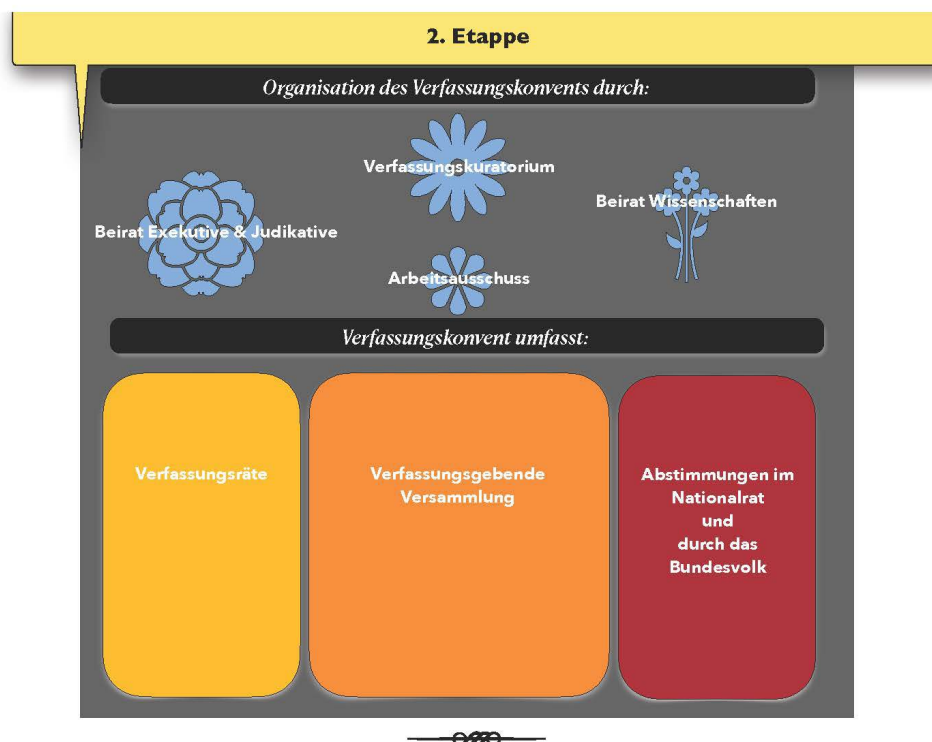 2. Etappe
Organisation des Verfassungskonvents durch:
Verfassungskuratorium
Beirat Wissenschaften
Beirat Exekutive & Judikative
Arbeitsausschuss
Verfassungskonvent umfasst:
Verfassungsräte
Verfassungsgebende
Versammlung
Abstimmungen im
Nationalrat
und
durch das
Bundesvolk